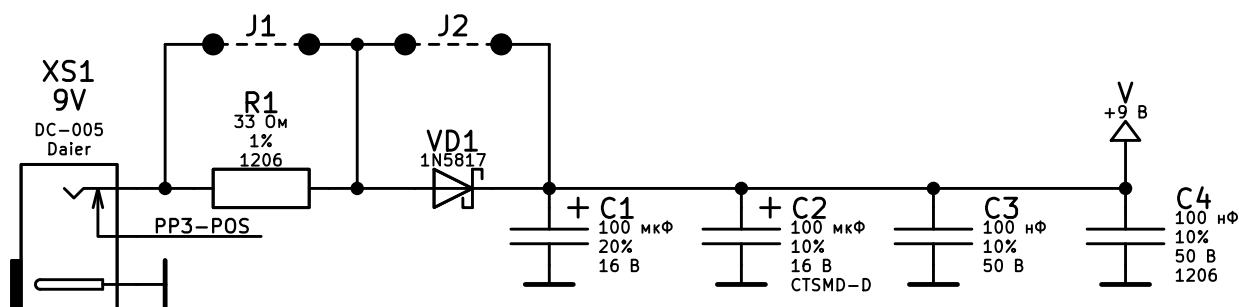 J1
J2
XS1
9V
DC-005
Daier
R1
33 Ом
1%
1206
VD1
1N5817
V
+9 В
PP3-POS
+ C1
100 мкФ
20%
16 В
+ C2
100 мкФ
10%
16 В
CTSMD-D
C3
100 нФ
10%
50 В
C4
100 нФ
10%
50 В
1206